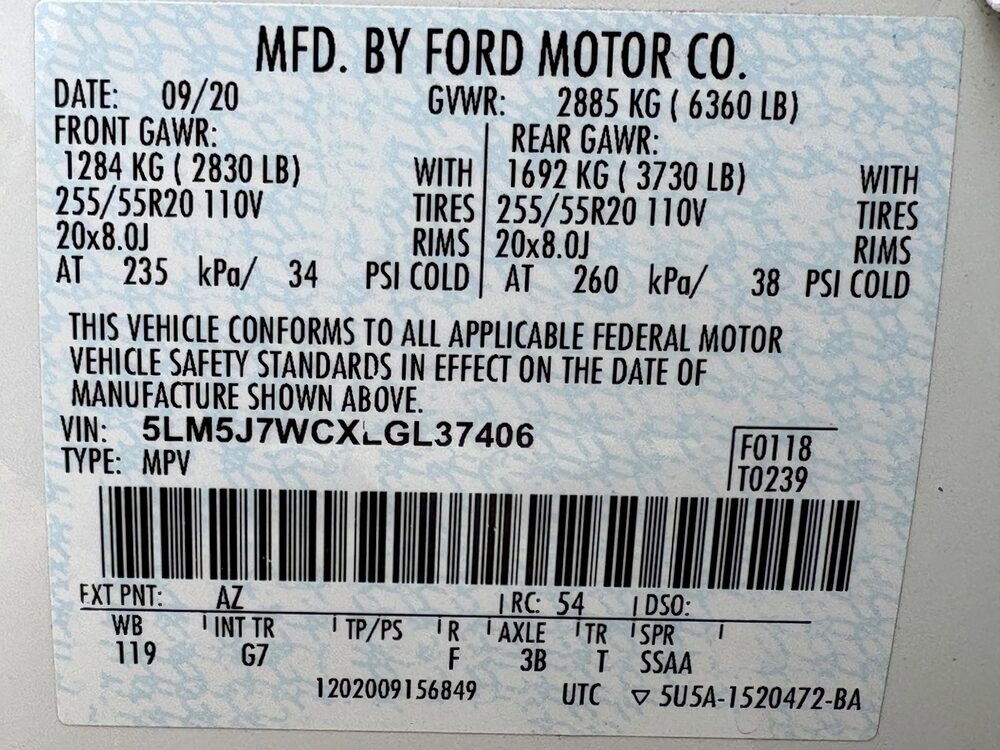 MFD. BY FORD MOTOR CO.
DATE: 09/20 GVWR: 2885 KG ( 6360 LB)
FRONT GAWR: REAR GAWR:
1284 KG ( 2830 LB) WITH 1692 KG ( 3730 LB) WITH
255/55R20 110V TIRES 255/55R20 110V TIRES
20x8.0J RIMS 20x8.0J RIMS
AT 235 kPa/ 34 PSI COLD AT 260 kPa/ 38 PSI COLD
THIS VEHICLE CONFORMS TO ALL APPLICABLE FEDERAL MOTOR
VEHICLE SAFETY STANDARDS IN EFFECT ON THE DATE OF
MANUFACTURE SHOWN ABOVE.
VIN: 5LM5J7WCXLGL37406
TYPE: MPV
F0118
T0239
EXT PNT: AZ RC: 54 DSO:
WB INT TR TP/PS R AXLE TR SPR
119 G7 F 3B T SSAA
1202009156849 UTC ▽ 5U5A-1520472-BA